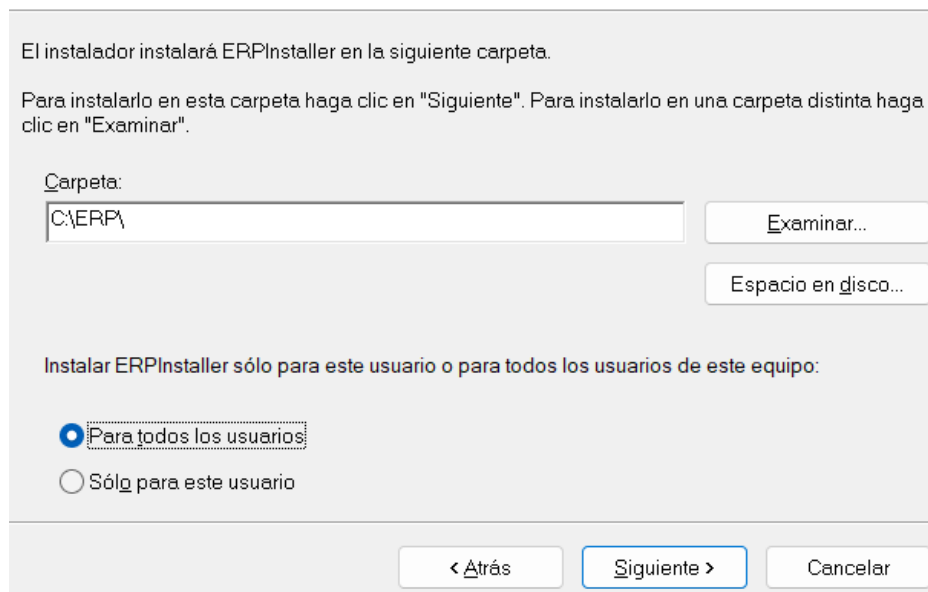 El instalador instalará ERPInstaller en la siguiente carpeta.
Para instalarlo en esta carpeta haga clic en "Siguiente". Para instalarlo en una carpeta distinta haga
clic en "Examinar".
Carpeta:
C:\ERP\
Examinar...
Espacio en disco...
Instalar ERPInstaller sólo para este usuario o para todos los usuarios de este equipo:
Para todos los usuarios
Sólo para este usuario
< Atrás
Siguiente >
Cancelar